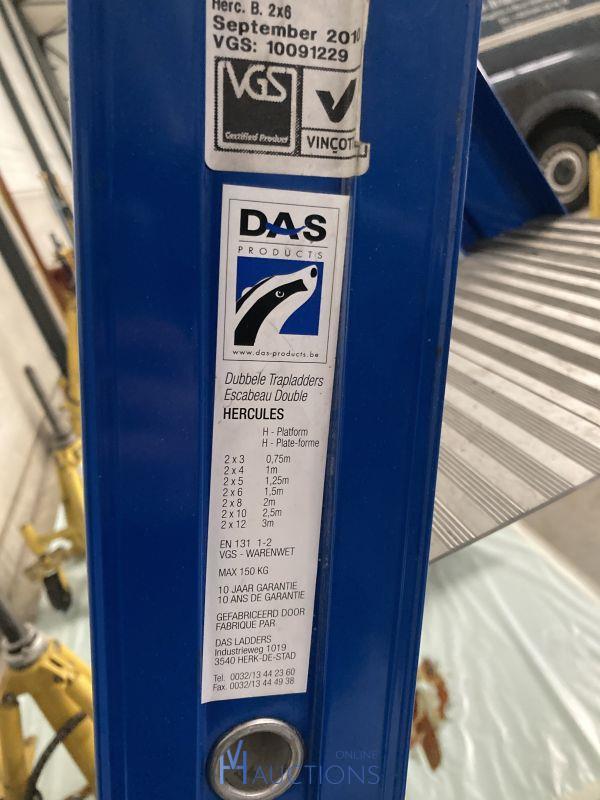 Herc. B. 2x6
September 2010
VGS: 10091229
VGS
Certified Product
VINÇOTTE
DAS
PRODUCTS
www.das-products.be
Dubbele Trapladders
Escabeau Double
HERCULES
H - Platform
H - Plate-forme
2 x 3 0,75m
2 x 4 1m
2 x 5 1,25m
2 x 6 1,5m
2 x 8 2m
2 x 10 2,5m
2 x 12 3m
EN 131 1-2
VGS - WARENWET
MAX 150 KG
10 JAAR GARANTIE
10 ANS DE GARANTIE
GEFABRICEERD DOOR
FABRIQUE PAR
DAS LADDERS
Industrieweg 1019
3540 HERK-DE-STAD
Tel. 0032/13 44 23 60
Fax. 0032/13 44 49 38
VH ONLINE
AUCTIONS